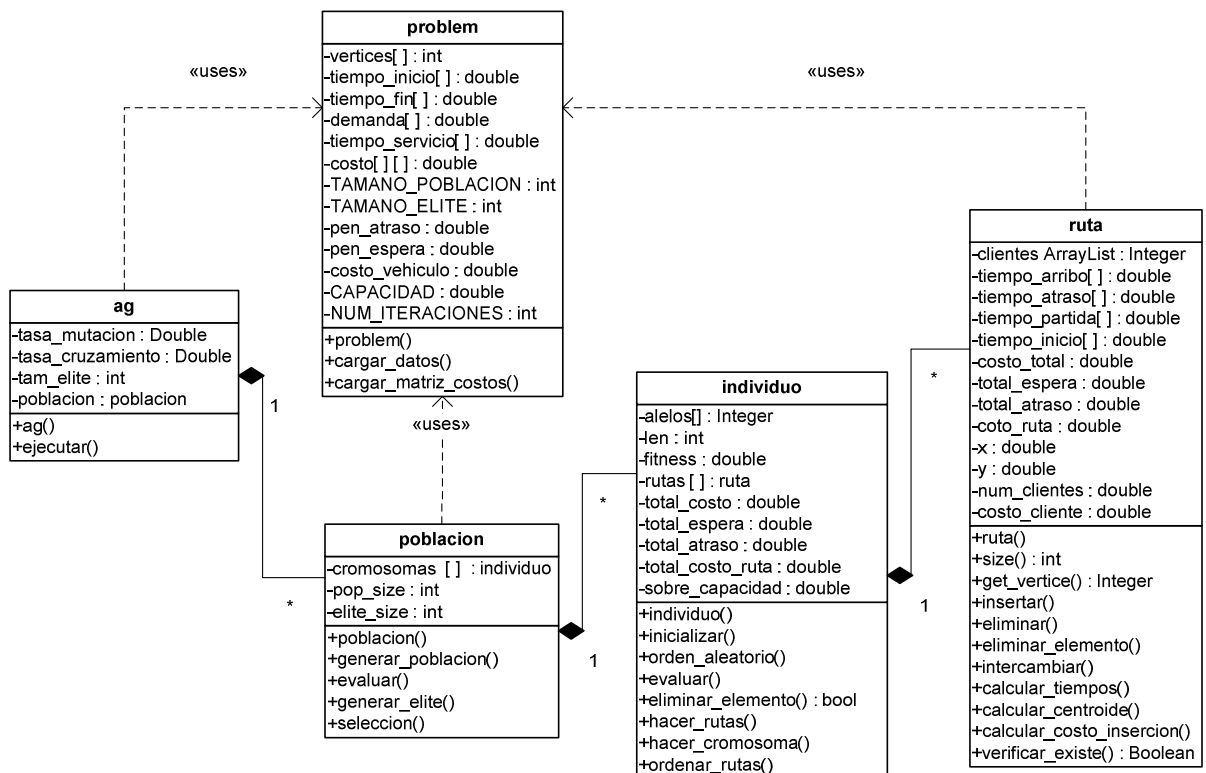 problem
-vertices[ ] : int
-tiempo_inicio[ ] : double
-tiempo_fin[ ] : double
-demanda[ ] : double
-tiempo_servicio[ ] : double
-costo[ ] [ ] : double
-TAMANO_POBLACION : int
-TAMANO_ELITE : int
-pen_atraso : double
-pen_espera : double
-costo_vehiculo : double
-CAPACIDAD : double
-NUM_ITERACIONES : int
+problem()
+cargar_datos()
+cargar_matriz_costos()
«uses»
«uses»
«uses»
ag
-tasa_mutacion : Double
-tasa_cruzamiento : Double
-tam_elite : int
-poblacion : poblacion
+ag()
+ejecutar()
1
*
poblacion
-cromosomas [ ] : individuo
-pop_size : int
-elite_size : int
+poblacion()
+generar_poblacion()
+evaluar()
+generar_elite()
+seleccion()
1
*
individuo
-alelos[] : Integer
-len : int
-fitness : double
-rutas [ ] : ruta
-total_costo : double
-total_espera : double
-total_atraso : double
-total_costo_ruta : double
-sobre_capacidad : double
+individuo()
+inicializar()
+orden_aleatorio()
+evaluar()
+eliminar_elemento() : bool
+hacer_rutas()
+hacer_cromosoma()
+ordenar_rutas()
1
*
ruta
-clientes ArrayList : Integer
-tiempo_arribo[ ] : double
-tiempo_atraso[ ] : double
-tiempo_partida[ ] : double
-tiempo_inicio[ ] : double
-costo_total : double
-total_espera : double
-total_atraso : double
-coto_ruta : double
-x : double
-y : double
-num_clientes : double
-costo_cliente : double
+ruta()
+size() : int
+get_vertice() : Integer
+insertar()
+eliminar()
+eliminar_elemento()
+intercambiar()
+calcular_tiempos()
+calcular_centroide()
+calcular_costo_insercion()
+verificar_existe() : Boolean